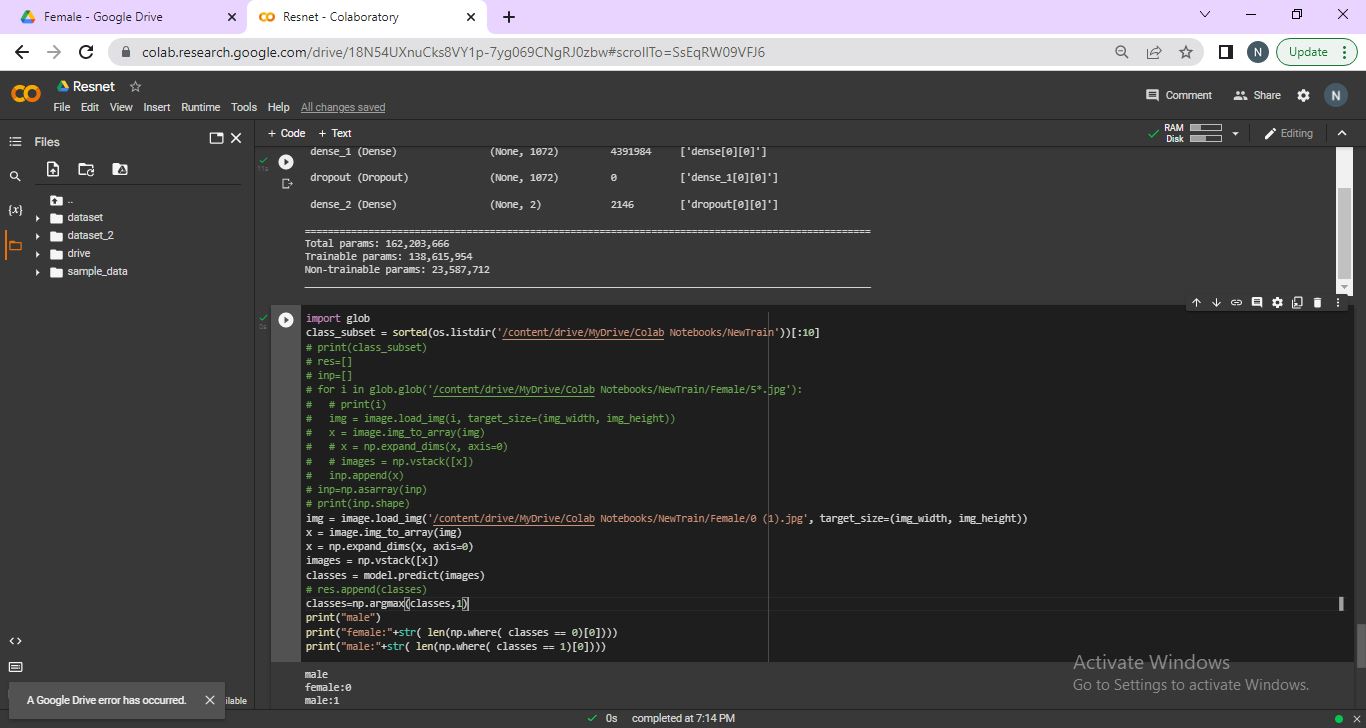 Female - Google Drive
Resnet - Colaboratory
colab.research.google.com/drive/18N54UXnuCks8VY1p-7yg069CNgRJ0zbw#scrollTo=SsEqRW09VFJ6
N
Update
Resnet
File Edit View Insert Runtime Tools Help All changes saved
Comment
Share
N
Files
+ Code + Text
RAM
Disk
Editing
..
dataset
dataset_2
drive
sample_data
dense_1 (Dense) (None, 1072) 4391984 ['dense[0][0]']
dropout (Dropout) (None, 1072) 0 ['dense_1[0][0]']
dense_2 (Dense) (None, 2) 2146 ['dropout[0][0]']
Total params: 162,203,666
Trainable params: 138,615,954
Non-trainable params: 23,587,712
import glob
class_subset = sorted(os.listdir('/content/drive/MyDrive/Colab Notebooks/NewTrain'))[:10]
# print(class_subset)
# res=[]
# inp=[]
# for i in glob.glob('/content/drive/MyDrive/Colab Notebooks/NewTrain/Female/5*.jpg'):
#   # print(i)
#   img = image.load_img(i, target_size=(img_width, img_height))
#   x = image.img_to_array(img)
#   # x = np.expand_dims(x, axis=0)
#   # images = np.vstack([x])
#   inp.append(x)
# inp=np.asarray(inp)
# print(inp.shape)
img = image.load_img('/content/drive/MyDrive/Colab Notebooks/NewTrain/Female/0 (1).jpg', target_size=(img_width, img_height))
x = image.img_to_array(img)
x = np.expand_dims(x, axis=0)
images = np.vstack([x])
classes = model.predict(images)
# res.append(classes)
classes=np.argmax(classes,1)
print("male")
print("female:"+str( len(np.where( classes == 0)[0])))
print("male:"+str( len(np.where( classes == 1)[0])))
male
female:0
male:1
Activate Windows
Go to Settings to activate Windows.
A Google Drive error has occurred.
ilable
0s completed at 7:14 PM